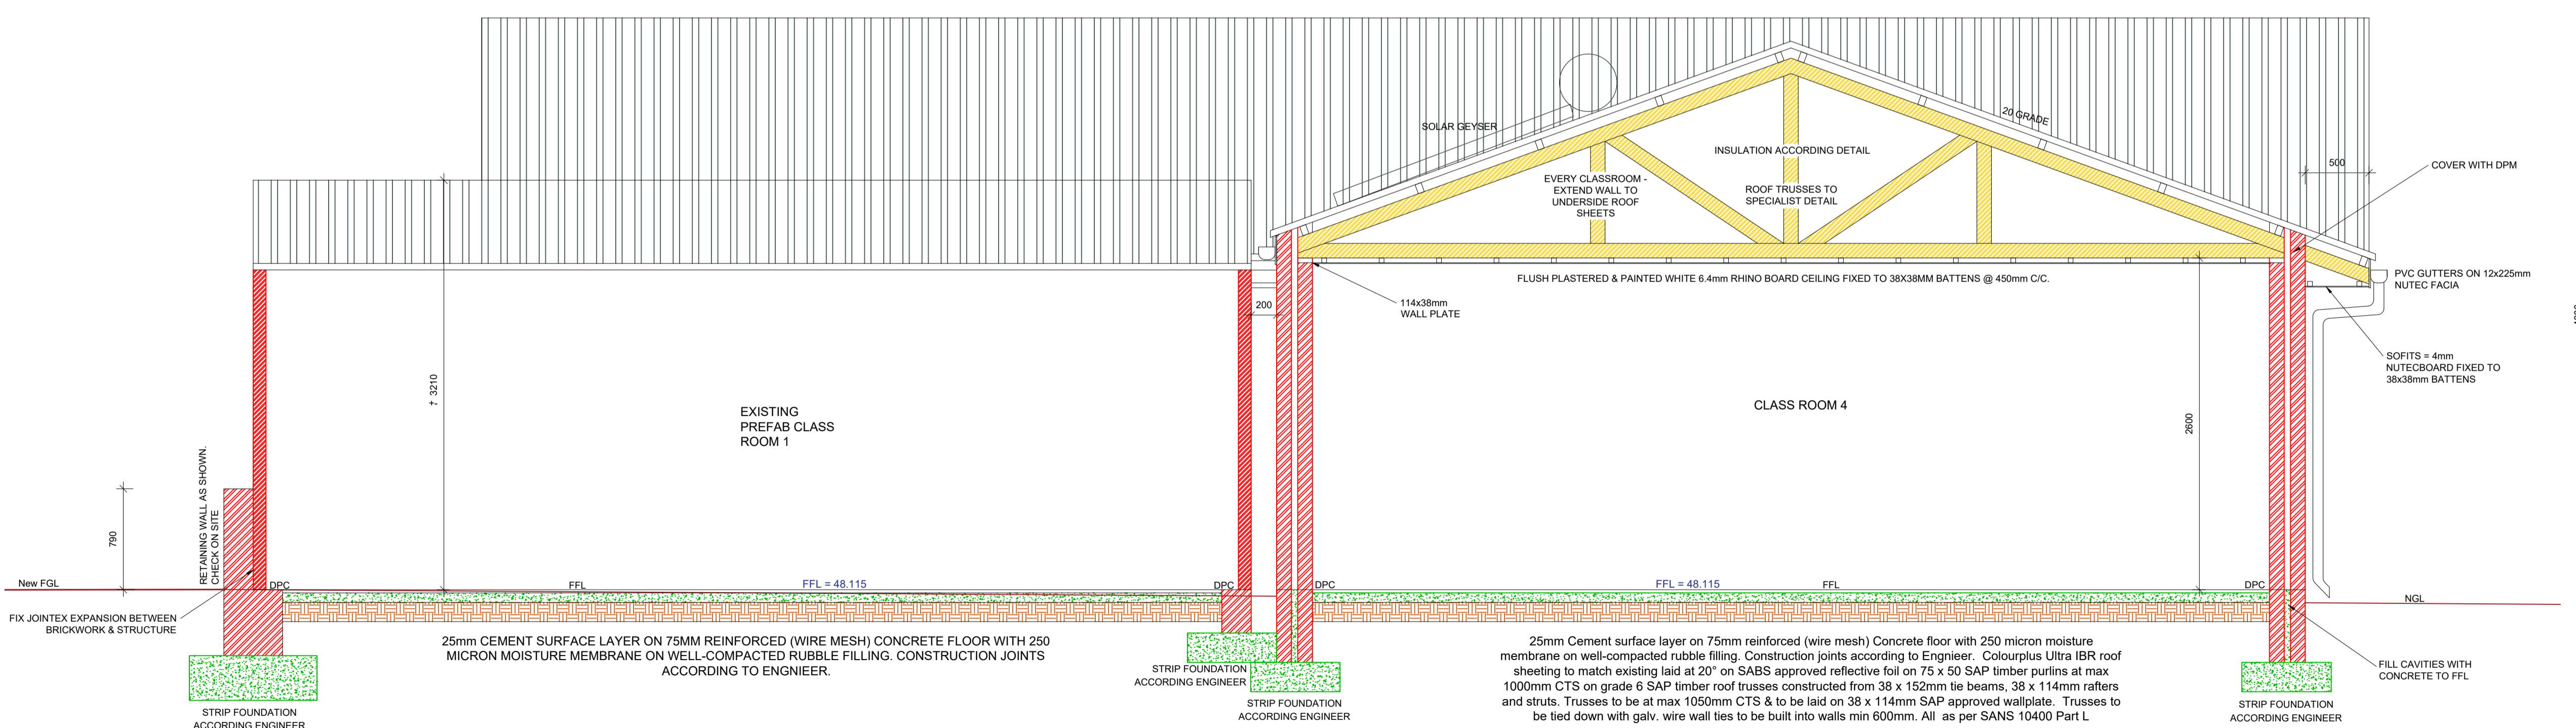 SOLAR GEYSER
20 GRADE
INSULATION ACCORDING DETAIL
EVERY CLASSROOM -
EXTEND WALL TO
UNDERSIDE ROOF
SHEETS
ROOF TRUSSES TO
SPECIALIST DETAIL
500
COVER WITH DPM
FLUSH PLASTERED & PAINTED WHITE 6.4mm RHINO BOARD CEILING FIXED TO 38X38MM BATTENS @ 450mm C/C.
PVC GUTTERS ON 12x225mm
NUTEC FACIA
200
114x38mm
WALL PLATE
SOFITS = 4mm
NUTECBOARD FIXED TO
38x38mm BATTENS
† 3210
EXISTING
PREFAB CLASS
ROOM 1
CLASS ROOM 4
2600
RETAINING WALL AS SHOWN.
CHECK ON SITE
790
New FGL
DPC
FFL
FFL = 48.115
DPC
DPC
FFL = 48.115
FFL
DPC
NGL
FIX JOINTEX EXPANSION BETWEEN
BRICKWORK & STRUCTURE
25mm CEMENT SURFACE LAYER ON 75MM REINFORCED (WIRE MESH) CONCRETE FLOOR WITH 250
MICRON MOISTURE MEMBRANE ON WELL-COMPACTED RUBBLE FILLING. CONSTRUCTION JOINTS
ACCORDING TO ENGNIEER.
STRIP FOUNDATION
ACCORDING ENGINEER
25mm Cement surface layer on 75mm reinforced (wire mesh) Concrete floor with 250 micron moisture
membrane on well-compacted rubble filling. Construction joints according to Engnieer. Colourplus Ultra IBR roof
sheeting to match existing laid at 20° on SABS approved reflective foil on 75 x 50 SAP timber purlins at max
1000mm CTS on grade 6 SAP timber roof trusses constructed from 38 x 152mm tie beams, 38 x 114mm rafters
and struts. Trusses to be at max 1050mm CTS & to be laid on 38 x 114mm SAP approved wallplate. Trusses to
be tied down with galv. wire wall ties to be built into walls min 600mm. All as per SANS 10400 Part L
FILL CAVITIES WITH
CONCRETE TO FFL
STRIP FOUNDATION
ACCORDING ENGINEER
STRIP FOUNDATION
ACCORDING ENGINEER
STRIP FOUNDATION
ACCORDING ENGINEER